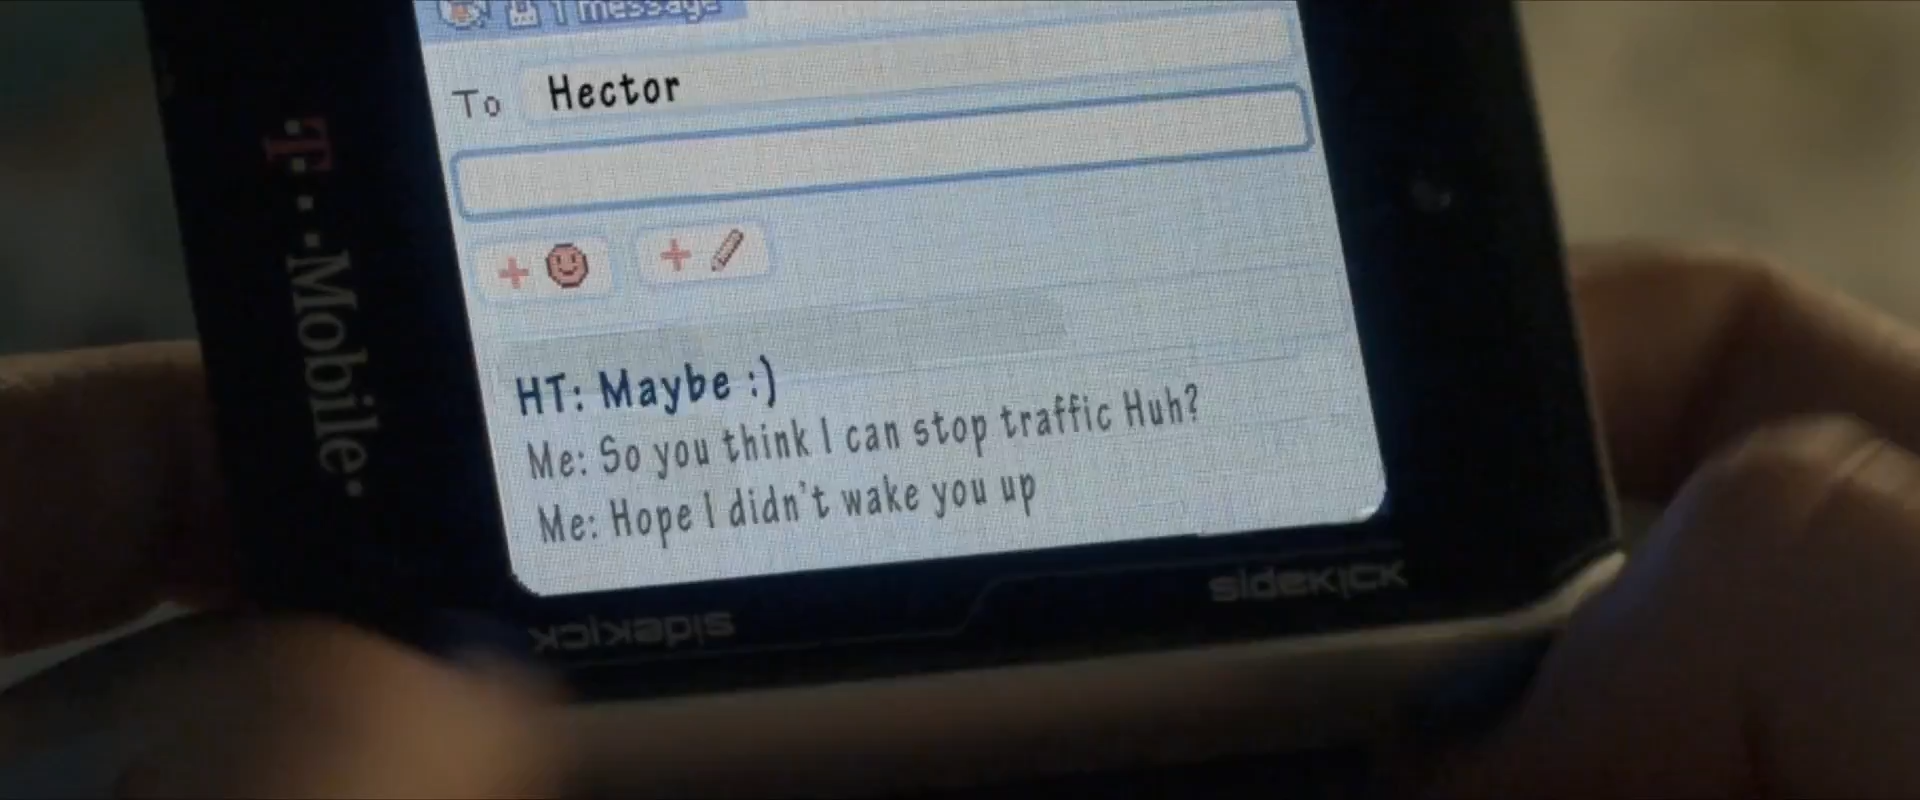 1 message
To Hector
HT: Maybe :)
Me: So you think I can stop traffic Huh?
Me: Hope I didn't wake you up
T··Mobile·
sidekick
sidekick